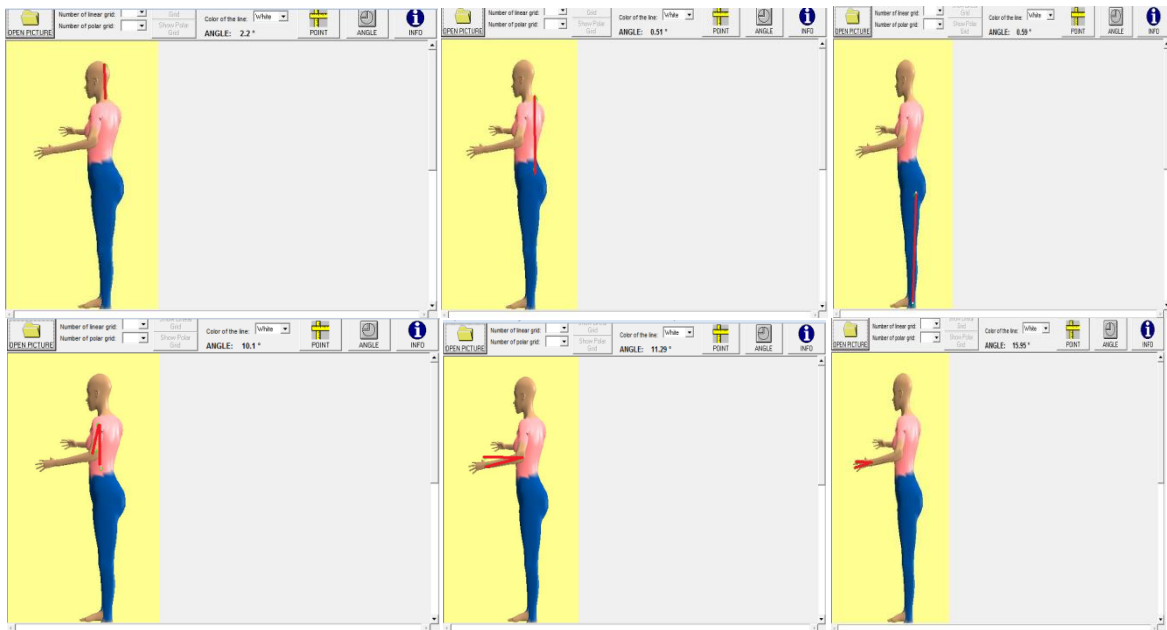 Number of linear grid:
Grid
Color of the line: White
Number of polar grid:
Show Polar
Grid
OPEN PICTURE
ANGLE: 2.2 °
POINT
ANGLE
INFO
Number of linear grid:
Grid
Color of the line: White
Number of polar grid:
Show Polar
Grid
OPEN PICTURE
ANGLE: 0.51 °
POINT
ANGLE
INFO
Number of linear grid:
Grid
Color of the line: White
Number of polar grid:
Show Polar
Grid
OPEN PICTURE
ANGLE: 0.59 °
POINT
ANGLE
INFO
Number of linear grid:
Grid
Color of the line: White
Number of polar grid:
Show Polar
Grid
OPEN PICTURE
ANGLE: 10.1 °
POINT
ANGLE
INFO
Number of linear grid:
Grid
Color of the line: White
Number of polar grid:
Show Polar
Grid
OPEN PICTURE
ANGLE: 11.29 °
POINT
ANGLE
INFO
Number of linear grid:
Grid
Color of the line: White
Number of polar grid:
Show Polar
Grid
OPEN PICTURE
ANGLE: 15.95 °
POINT
ANGLE
INFO